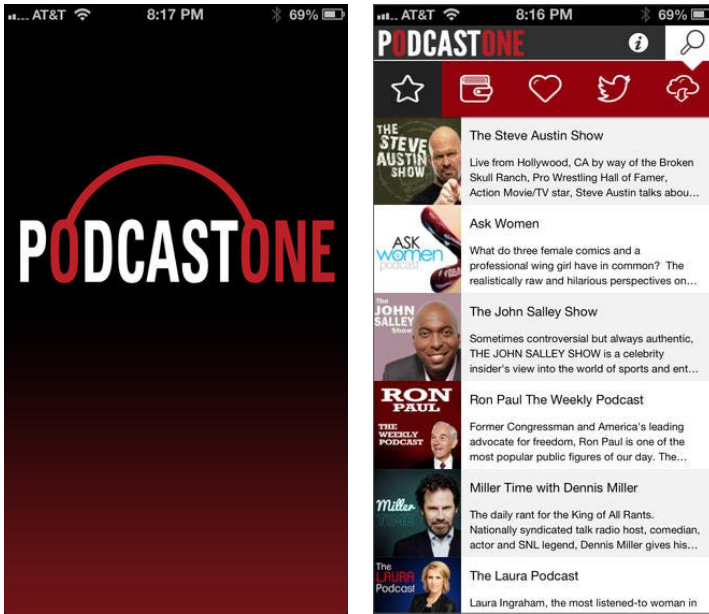 AT&T 8:17 PM 69%
PODCASTONE
AT&T 8:16 PM 69%
PODCASTONE
i
THE
STEVE
AUSTIN
SHOW
The Steve Austin Show
Live from Hollywood, CA by way of the Broken
Skull Ranch, Pro Wrestling Hall of Famer,
Action Movie/TV star, Steve Austin talks abou...
ASK
women
podcast
Ask Women
What do three female comics and a
professional wing girl have in common? The
realistically raw and hilarious perspectives on...
The
JOHN
SALLEY
Show
The John Salley Show
Sometimes controversial but always authentic,
THE JOHN SALLEY SHOW is a celebrity
insider's view into the world of sports and ent...
RON
PAUL
THE
WEEKLY
PODCAST
Ron Paul The Weekly Podcast
Former Congressman and America's leading
advocate for freedom, Ron Paul is one of the
most popular public figures of our day. The...
Miller
TIME
Miller Time with Dennis Miller
The daily rant for the King of All Rants.
Nationally syndicated talk radio host, comedian,
actor and SNL legend, Dennis Miller gives his...
The
LAURA
Podcast
The Laura Podcast
Laura Ingraham, the most listened-to woman in